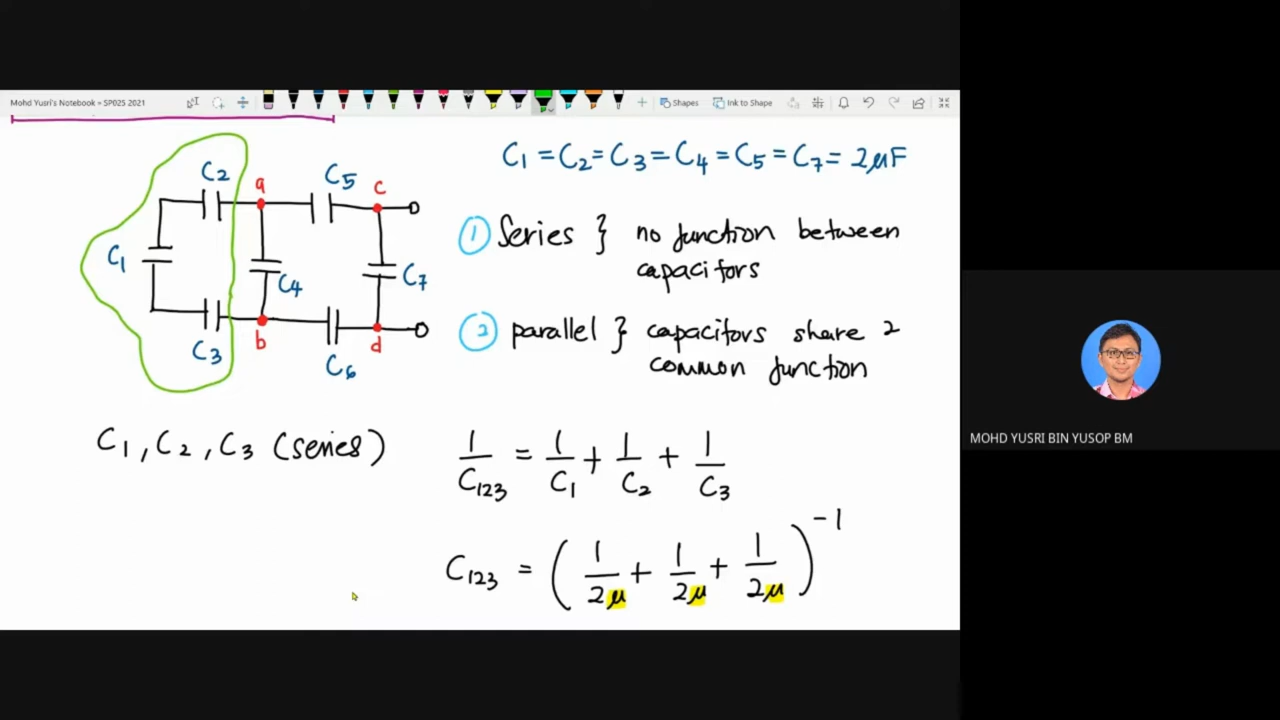 Mohd Yusri's Notebook » SP025 2021
Shapes
Ink to Shape
C1 = C2 = C3 = C4 = C5 = C7 = 2μF
C2
a
C5
c
C1
C4
C7
C3
b
C6
d
① Series } no junction between
capacitors
② parallel } capacitors share 2
common junction
MOHD YUSRI BIN YUSOP BM
C1, C2, C3 (series)
1/C123 = 1/C1 + 1/C2 + 1/C3
C123 = (1/2μ + 1/2μ + 1/2μ)^-1